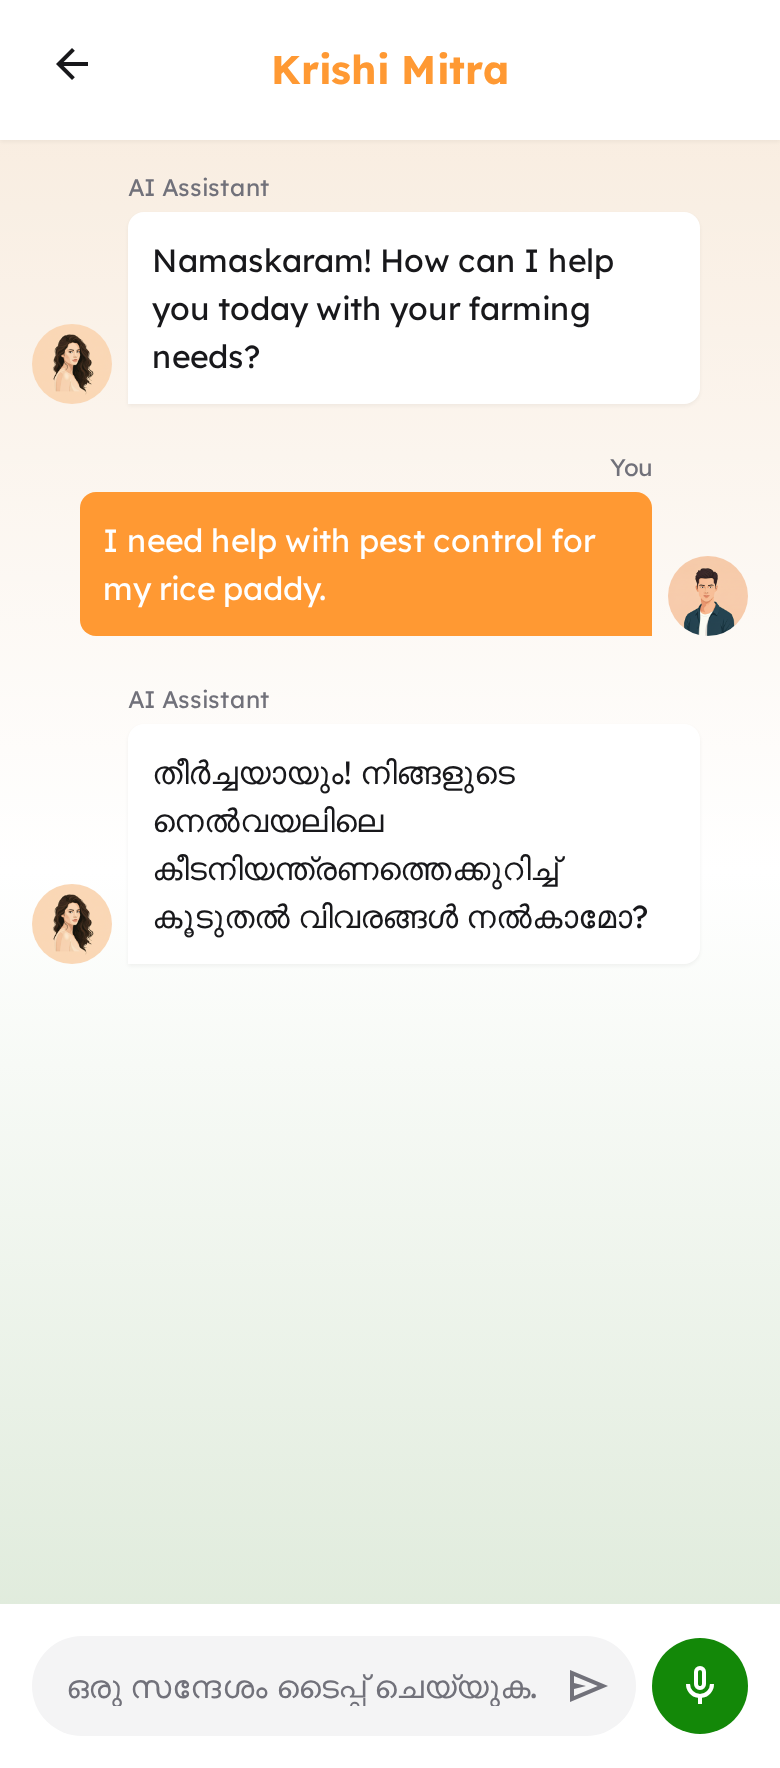 Krishi Mitra
AI Assistant
Namaskaram! How can I help
you today with your farming
needs?
You
I need help with pest control for
my rice paddy.
AI Assistant
തീർച്ചയായും! നിങ്ങളുടെ
നെൽവയലിലെ
കീടനിയന്ത്രണത്തെക്കുറിച്ച്
കൂടുതൽ വിവരങ്ങൾ നൽകാമോ?
ഒരു സന്ദേശം ടൈപ്പ് ചെയ്യുക.